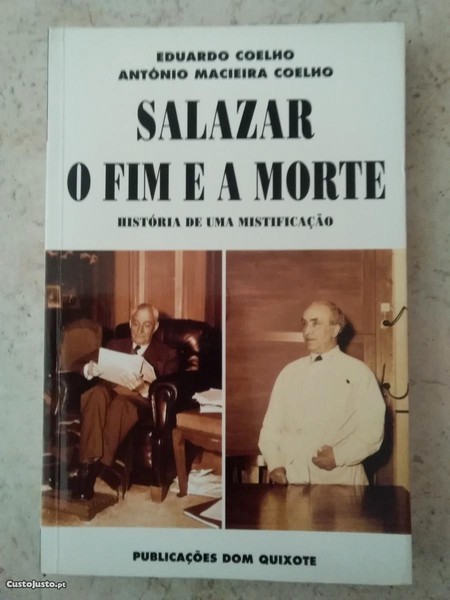 EDUARDO COELHO
ANTÓNIO MACIEIRA COELHO
SALAZAR
O FIM E A MORTE
HISTÓRIA DE UMA MISTIFICAÇÃO
PUBLICAÇÕES DOM QUIXOTE
CustoJusto.pt